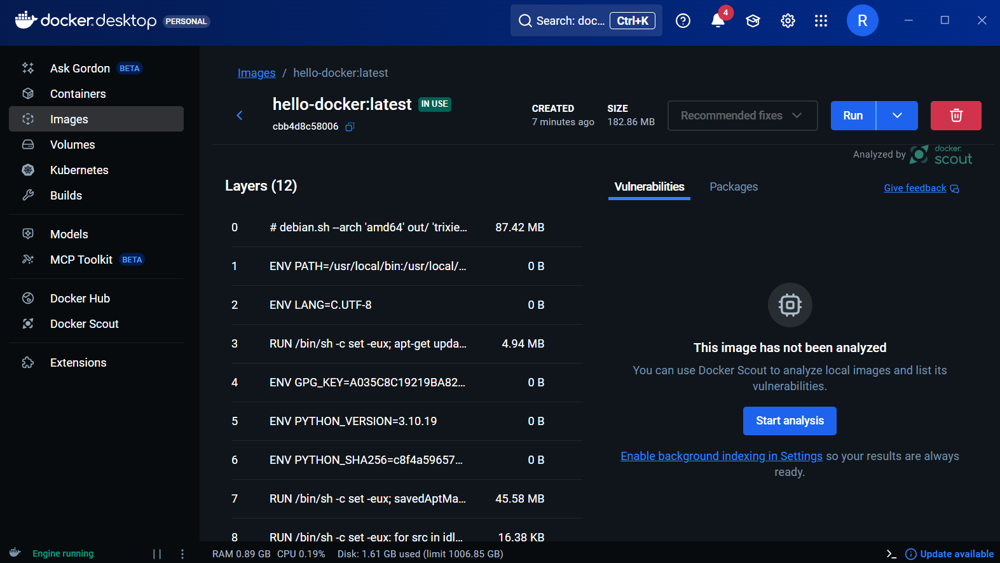 docker.desktop PERSONAL
Search: doc... Ctrl+K
4
R
Ask Gordon BETA
Containers
Images
Volumes
Kubernetes
Builds
Models
MCP Toolkit BETA
Docker Hub
Docker Scout
Extensions
Images / hello-docker:latest
hello-docker:latest IN USE
cbb4d8c58006
CREATED
7 minutes ago
SIZE
182.86 MB
Recommended fixes
Run
Analyzed by docker scout
Layers (12)
0 # debian.sh --arch 'amd64' out/ 'trixie... 87.42 MB
1 ENV PATH=/usr/local/bin:/usr/local/... 0 B
2 ENV LANG=C.UTF-8 0 B
3 RUN /bin/sh -c set -eux; apt-get upda... 4.94 MB
4 ENV GPG_KEY=A035C8C19219BA82... 0 B
5 ENV PYTHON_VERSION=3.10.19 0 B
6 ENV PYTHON_SHA256=c8f4a59657... 0 B
7 RUN /bin/sh -c set -eux; savedAptMa... 45.58 MB
8 RUN /bin/sh -c set -eux; for src in idl... 16.38 KB
Vulnerabilities
Packages
Give feedback
This image has not been analyzed
You can use Docker Scout to analyze local images and list its
vulnerabilities.
Start analysis
Enable background indexing in Settings so your results are always
ready.
Engine running
RAM 0.89 GB CPU 0.19% Disk: 1.61 GB used (limit 1006.85 GB)
>_
Update available